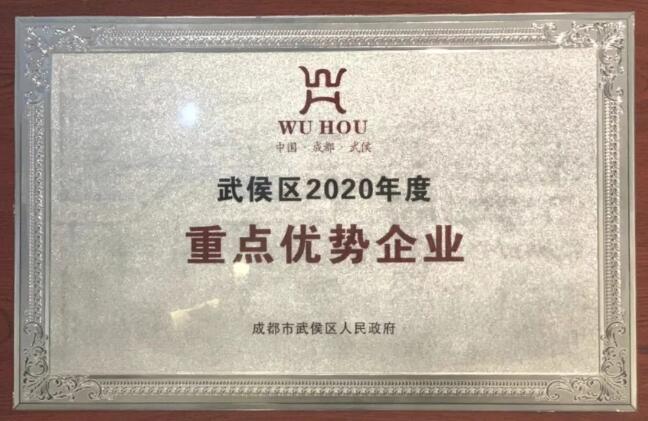 WU HOU
中国·成都·武侯
武侯区2020年度
重点优势企业
成都市武侯区人民政府